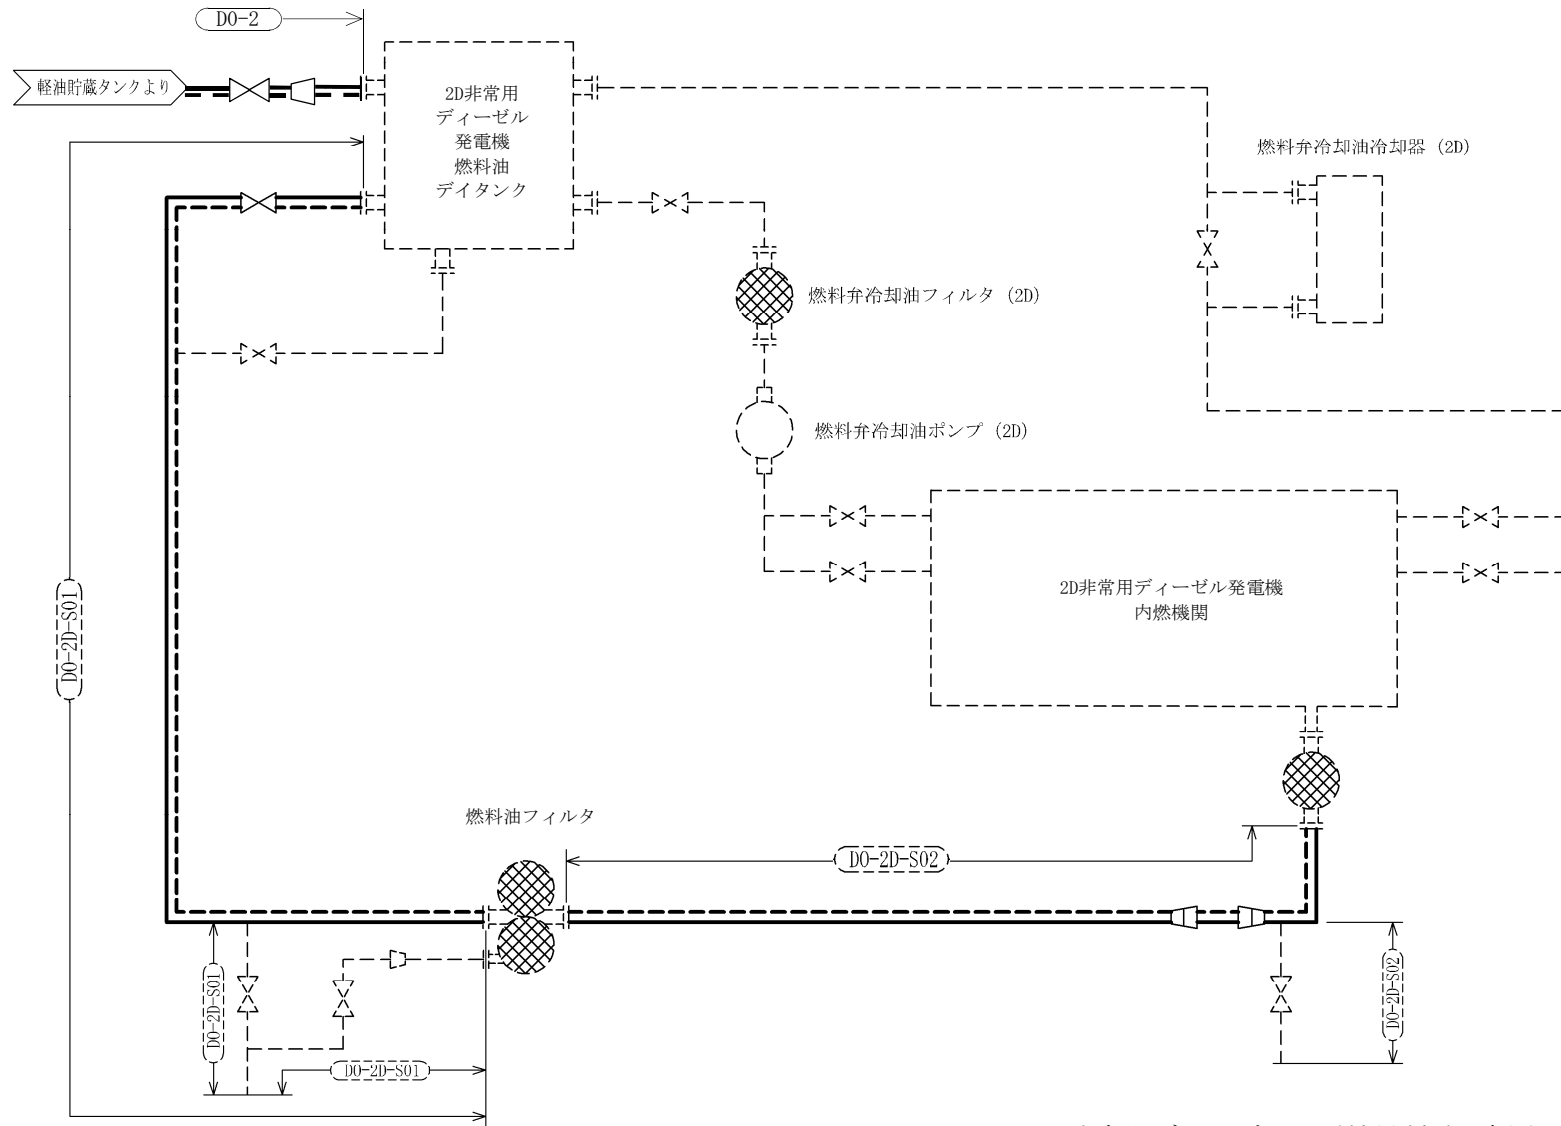 DO-2
軽油貯蔵タンクより
2D非常用
ディーゼル
発電機
燃料油
デイタンク
燃料弁冷却油冷却器 (2D)
燃料弁冷却油フィルタ (2D)
燃料弁冷却油ポンプ (2D)
2D非常用ディーゼル発電機
内燃機関
DO-2D-S01
燃料油フィルタ
DO-2D-S02
DO-2D-S01
DO-2D-S01
DO-2D-S02